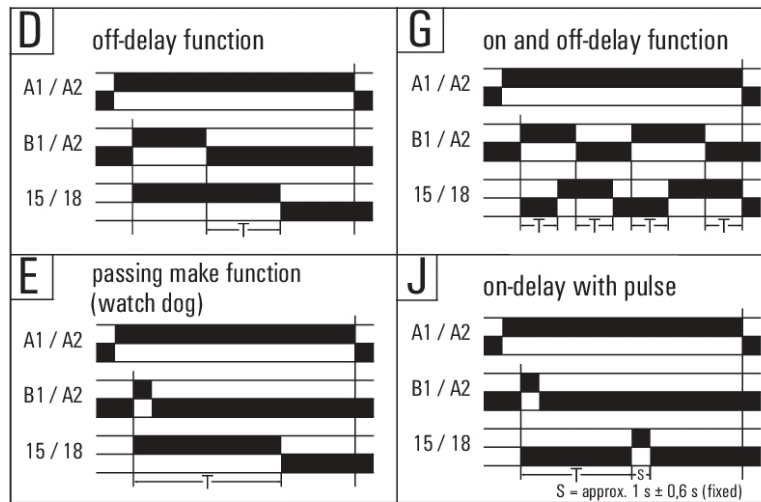 D
off-delay function
A1 / A2
B1 / A2
15 / 18
T
G
on and off-delay function
A1 / A2
B1 / A2
15 / 18
T T T T
E
passing make function
(watch dog)
A1 / A2
B1 / A2
15 / 18
T
J
on-delay with pulse
A1 / A2
B1 / A2
15 / 18
T S
S = approx. 1 s ± 0,6 s (fixed)